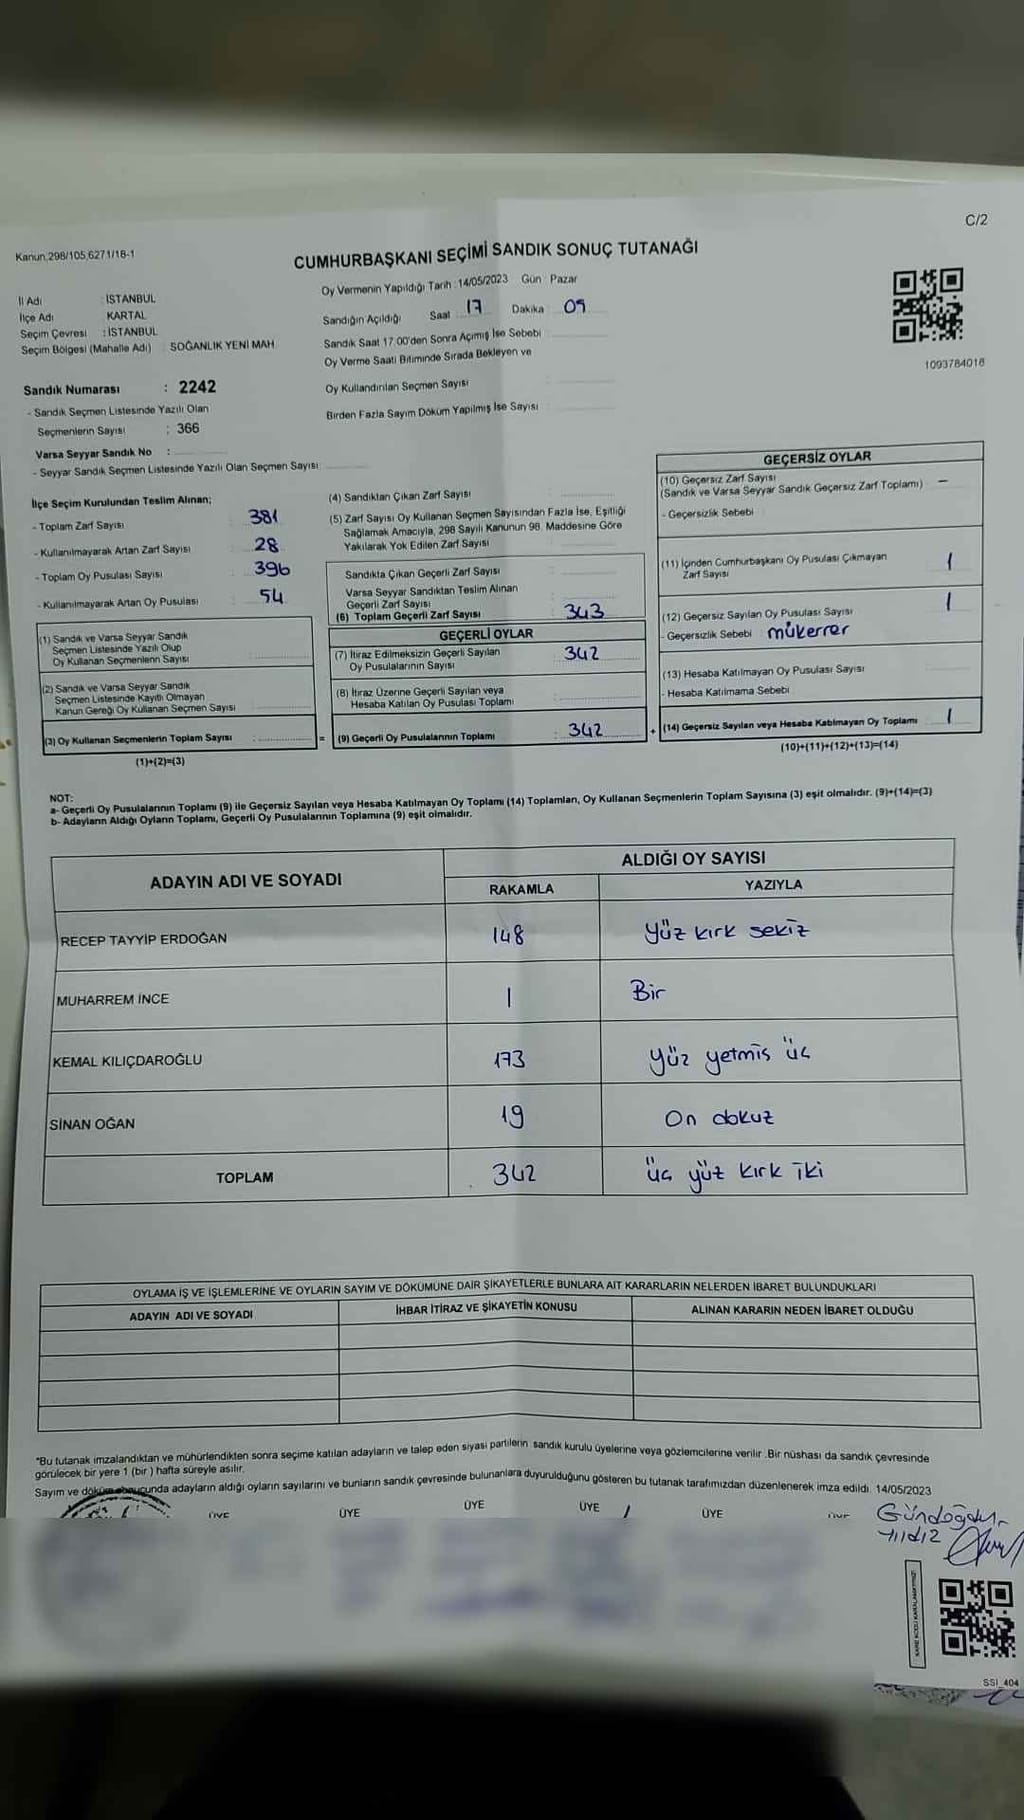 C/2
Kanun,298/105,6271/18-1
CUMHURBAŞKANI SEÇİMİ SANDIK SONUÇ TUTANAĞI
İl Adı : İSTANBUL
İlçe Adı : KARTAL
Seçim Çevresi : İSTANBUL
Seçim Bölgesi (Mahalle Adı) : SOĞANLIK YENİ MAH.
Oy Vermenin Yapıldığı Tarih : 14/05/2023 Gün : Pazar
Sandığın Açıldığı Saat 17 Dakika 09
Sandık Saat 17.00'den Sonra Açımış İse Sebebi :
Oy Verme Saati Bitiminde Sırada Bekleyen ve
Oy Kullandırılan Seçmen Sayısı :
Birden Fazla Sayım Döküm Yapılmış İse Sayısı :
1093784018
Sandık Numarası : 2242
- Sandık Seçmen Listesinde Yazılı Olan
Seçmenlerin Sayısı : 366
Varsa Seyyar Sandık No :
- Seyyar Sandık Seçmen Listesinde Yazılı Olan Seçmen Sayısı
İlçe Seçim Kurulundan Teslim Alınan;
- Toplam Zarf Sayısı 381
- Kullanılmayarak Artan Zarf Sayısı 28
- Toplam Oy Pusulası Sayısı 396
- Kullanılmayarak Artan Oy Pusulası 54
(1) Sandık ve Varsa Seyyar Sandık
Seçmen Listesinde Yazılı Olup
Oy Kullanan Seçmenlerin Sayısı
(2) Sandık ve Varsa Seyyar Sandık
Seçmen Listesinde Kayıtlı Olmayan
Kanun Gereği Oy Kullanan Seçmen Sayısı
(3) Oy Kullanan Seçmenlerin Toplam Sayısı : =
(1)+(2)=(3)
(4) Sandıktan Çıkan Zarf Sayısı
(5) Zarf Sayısı Oy Kullanan Seçmen Sayısından Fazla İse, Eşitliği
Sağlamak Amacıyla, 298 Sayılı Kanunun 98. Maddesine Göre
Yakılarak Yok Edilen Zarf Sayısı
Sandıkta Çıkan Geçerli Zarf Sayısı
Varsa Seyyar Sandıktan Teslim Alınan
Geçerli Zarf Sayısı
(6) Toplam Geçerli Zarf Sayısı 343
GEÇERLİ OYLAR
(7) İtiraz Edilmeksizin Geçerli Sayılan
Oy Pusulalarının Sayısı 342
(8) İtiraz Üzerine Geçerli Sayılan veya
Hesaba Katılan Oy Pusulası Toplamı
(9) Geçerli Oy Pusulalarının Toplamı : 342 +
GEÇERSİZ OYLAR
(10) Geçersiz Zarf Sayısı
(Sandık ve Varsa Seyyar Sandık Geçersiz Zarf Toplamı) –
- Geçersizlik Sebebi
(11) İçinden Cumhurbaşkanı Oy Pusulası Çıkmayan
Zarf Sayısı 1
(12) Geçersiz Sayılan Oy Pusulası Sayısı 1
- Geçersizlik Sebebi mükerrer
(13) Hesaba Katılmayan Oy Pusulası Sayısı
- Hesaba Katılmama Sebebi
(14) Geçersiz Sayılan veya Hesaba Katılmayan Oy Toplamı 1
(10)+(11)+(12)+(13)=(14)
NOT:
a- Geçerli Oy Pusulalarının Toplamı (9) ile Geçersiz Sayılan veya Hesaba Katılmayan Oy Toplamı (14) Toplamları, Oy Kullanan Seçmenlerin Toplam Sayısına (3) eşit olmalıdır. (9)+(14)=(3)
b- Adayların Aldığı Oyların Toplamı, Geçerli Oy Pusulalarının Toplamına (9) eşit olmalıdır.
ADAYIN ADI VE SOYADI ALDIĞI OY SAYISI
RAKAMLA YAZIYLA
RECEP TAYYİP ERDOĞAN 148 Yüz kırk sekiz
MUHARREM İNCE 1 Bir
KEMAL KILIÇDAROĞLU 173 Yüz yetmis üç
SİNAN OĞAN 19 On dokuz
TOPLAM 342 üç yüz kırk iki
OYLAMA İŞ VE İŞLEMLERİNE VE OYLARIN SAYIM VE DÖKÜMÜNE DAİR ŞİKAYETLERLE BUNLARA AİT KARARLARIN NELERDEN İBARET BULUNDUKLARI
ADAYIN ADI VE SOYADI İHBAR İTİRAZ VE ŞİKAYETİN KONUSU ALINAN KARARIN NEDEN İBARET OLDUĞU
*Bu tutanak imzalandıktan ve mühürlendikten sonra seçime katılan adayların ve talep eden siyasi partilerin sandık kurulu üyelerine veya gözlemcilerine verilir.Bir nüshası da sandık çevresinde
görülecek bir yere 1 (bir ) hafta süreyle asılır.
Sayım ve döküm sonucunda adayların aldığı oyların sayılarını ve bunların sandık çevresinde bulunanlara duyurulduğunu gösteren bu tutanak tarafımızdan düzenlenerek imza edildi. 14/05/2023
ÜYE ÜYE ÜYE ÜYE ÜYE ÜYE
Gündoğdu
Yıldız
SSI_404